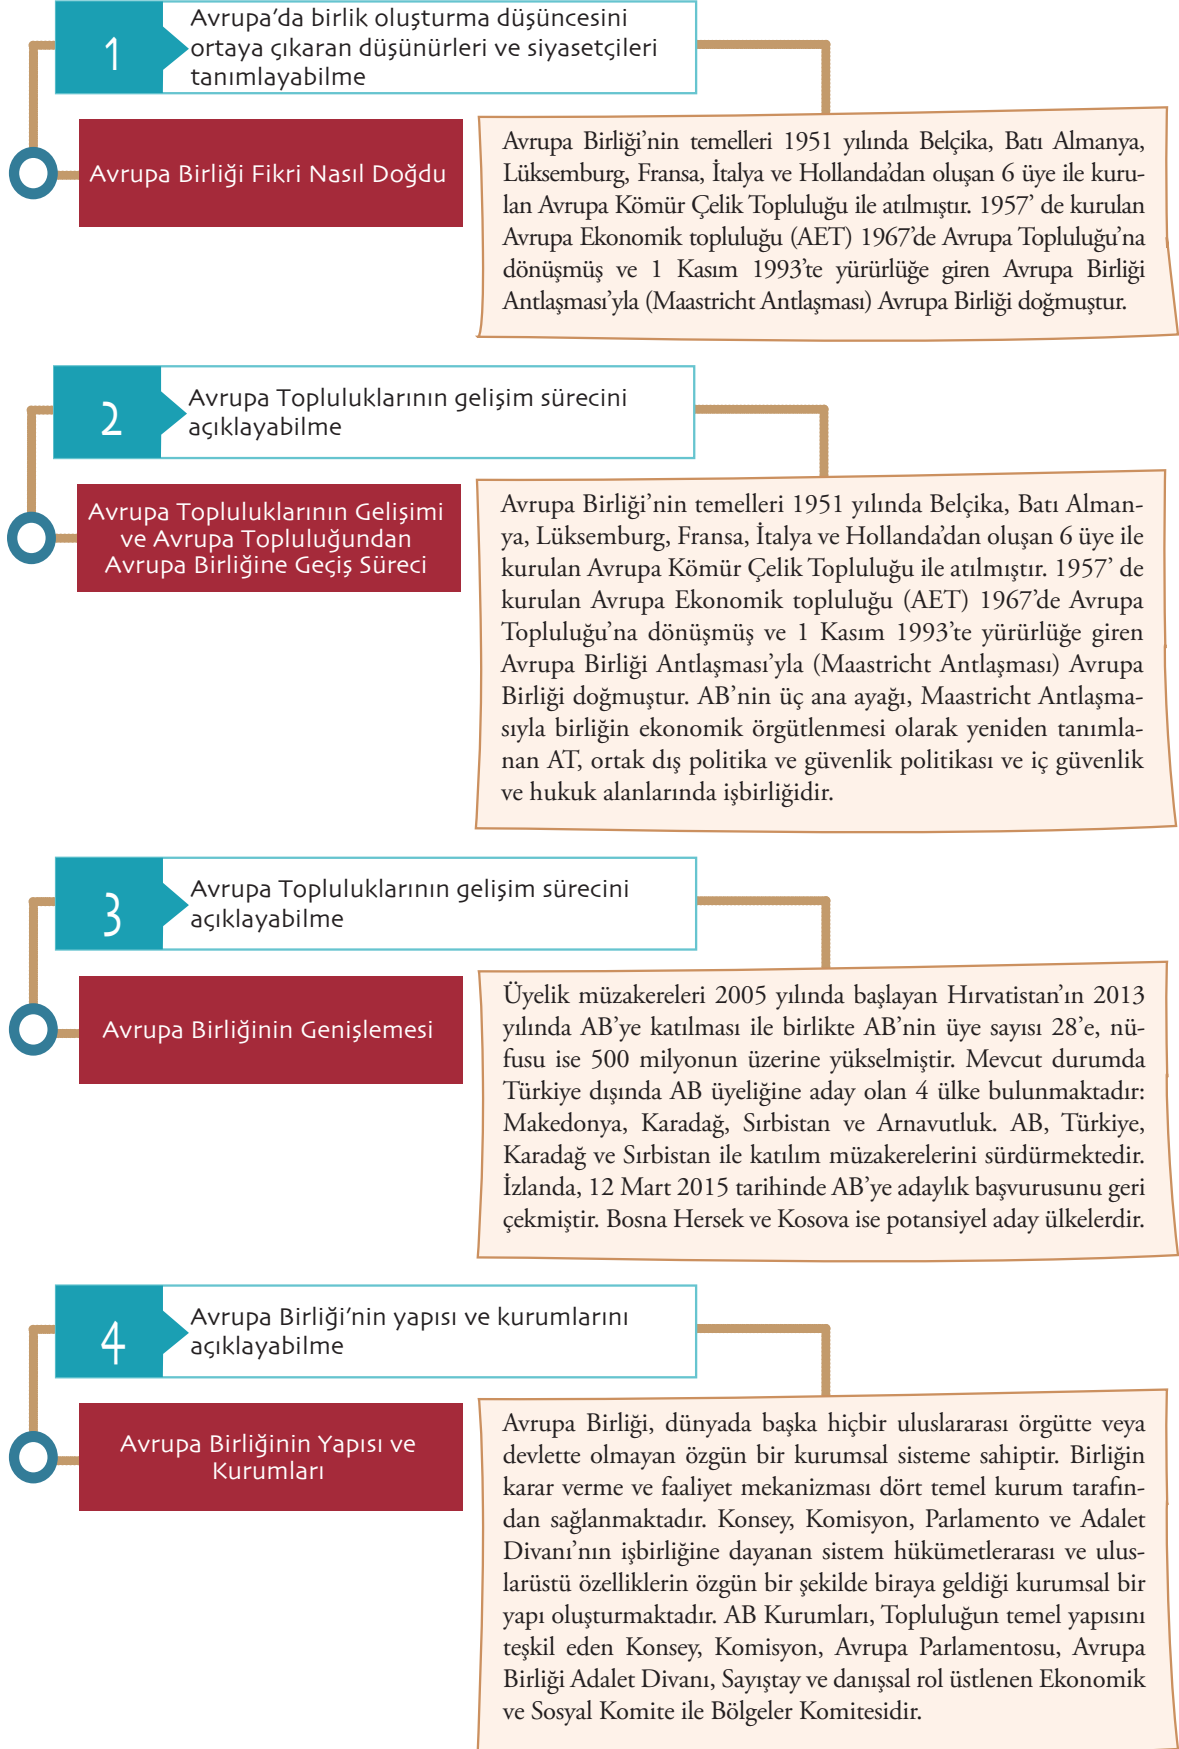 1
Avrupa'da birlik oluşturma düşüncesini
ortaya çıkaran düşünürleri ve siyasetçileri
tanımlayabilme
Avrupa Birliği Fikri Nasıl Doğdu
Avrupa Birliği'nin temelleri 1951 yılında Belçika, Batı Almanya,
Lüksemburg, Fransa, İtalya ve Hollanda'dan oluşan 6 üye ile kuru-
lan Avrupa Kömür Çelik Topluluğu ile atılmıştır. 1957' de kurulan
Avrupa Ekonomik topluluğu (AET) 1967'de Avrupa Topluluğu'na
dönüşmüş ve 1 Kasım 1993'te yürürlüğe giren Avrupa Birliği
Antlaşması'yla (Maastricht Antlaşması) Avrupa Birliği doğmuştur.
2
Avrupa Topluluklarının gelişim sürecini
açıklayabilme
Avrupa Topluluklarının Gelişimi
ve Avrupa Topluluğundan
Avrupa Birliğine Geçiş Süreci
Avrupa Birliği'nin temelleri 1951 yılında Belçika, Batı Alman-
ya, Lüksemburg, Fransa, İtalya ve Hollanda'dan oluşan 6 üye ile
kurulan Avrupa Kömür Çelik Topluluğu ile atılmıştır. 1957' de
kurulan Avrupa Ekonomik topluluğu (AET) 1967'de Avrupa
Topluluğu'na dönüşmüş ve 1 Kasım 1993'te yürürlüğe giren
Avrupa Birliği Antlaşması'yla (Maastricht Antlaşması) Avrupa
Birliği doğmuştur. AB'nin üç ana ayağı, Maastricht Antlaşma-
sıyla birliğin ekonomik örgütlenmesi olarak yeniden tanımla-
nan AT, ortak dış politika ve güvenlik politikası ve iç güvenlik
ve hukuk alanlarında işbirliğidir.
3
Avrupa Topluluklarının gelişim sürecini
açıklayabilme
Avrupa Birliğinin Genişlemesi
Üyelik müzakereleri 2005 yılında başlayan Hırvatistan'ın 2013
yılında AB'ye katılması ile birlikte AB'nin üye sayısı 28'e, nü-
fusu ise 500 milyonun üzerine yükselmiştir. Mevcut durumda
Türkiye dışında AB üyeliğine aday olan 4 ülke bulunmaktadır:
Makedonya, Karadağ, Sırbistan ve Arnavutluk. AB, Türkiye,
Karadağ ve Sırbistan ile katılım müzakerelerini sürdürmektedir.
İzlanda, 12 Mart 2015 tarihinde AB'ye adaylık başvurusunu geri
çekmiştir. Bosna Hersek ve Kosova ise potansiyel aday ülkelerdir.
4
Avrupa Birliği'nin yapısı ve kurumlarını
açıklayabilme
Avrupa Birliğinin Yapısı ve
Kurumları
Avrupa Birliği, dünyada başka hiçbir uluslararası örgütte veya
devlette olmayan özgün bir kurumsal sisteme sahiptir. Birliğin
karar verme ve faaliyet mekanizması dört temel kurum tarafın-
dan sağlanmaktadır. Konsey, Komisyon, Parlamento ve Adalet
Divanı'nın işbirliğine dayanan sistem hükümetlerarası ve ulus-
larüstü özelliklerin özgün bir şekilde biraya geldiği kurumsal bir
yapı oluşturmaktadır. AB Kurumları, Topluluğun temel yapısını
teşkil eden Konsey, Komisyon, Avrupa Parlamentosu, Avrupa
Birliği Adalet Divanı, Sayıştay ve danışsal rol üstlenen Ekonomik
ve Sosyal Komite ile Bölgeler Komitesidir.